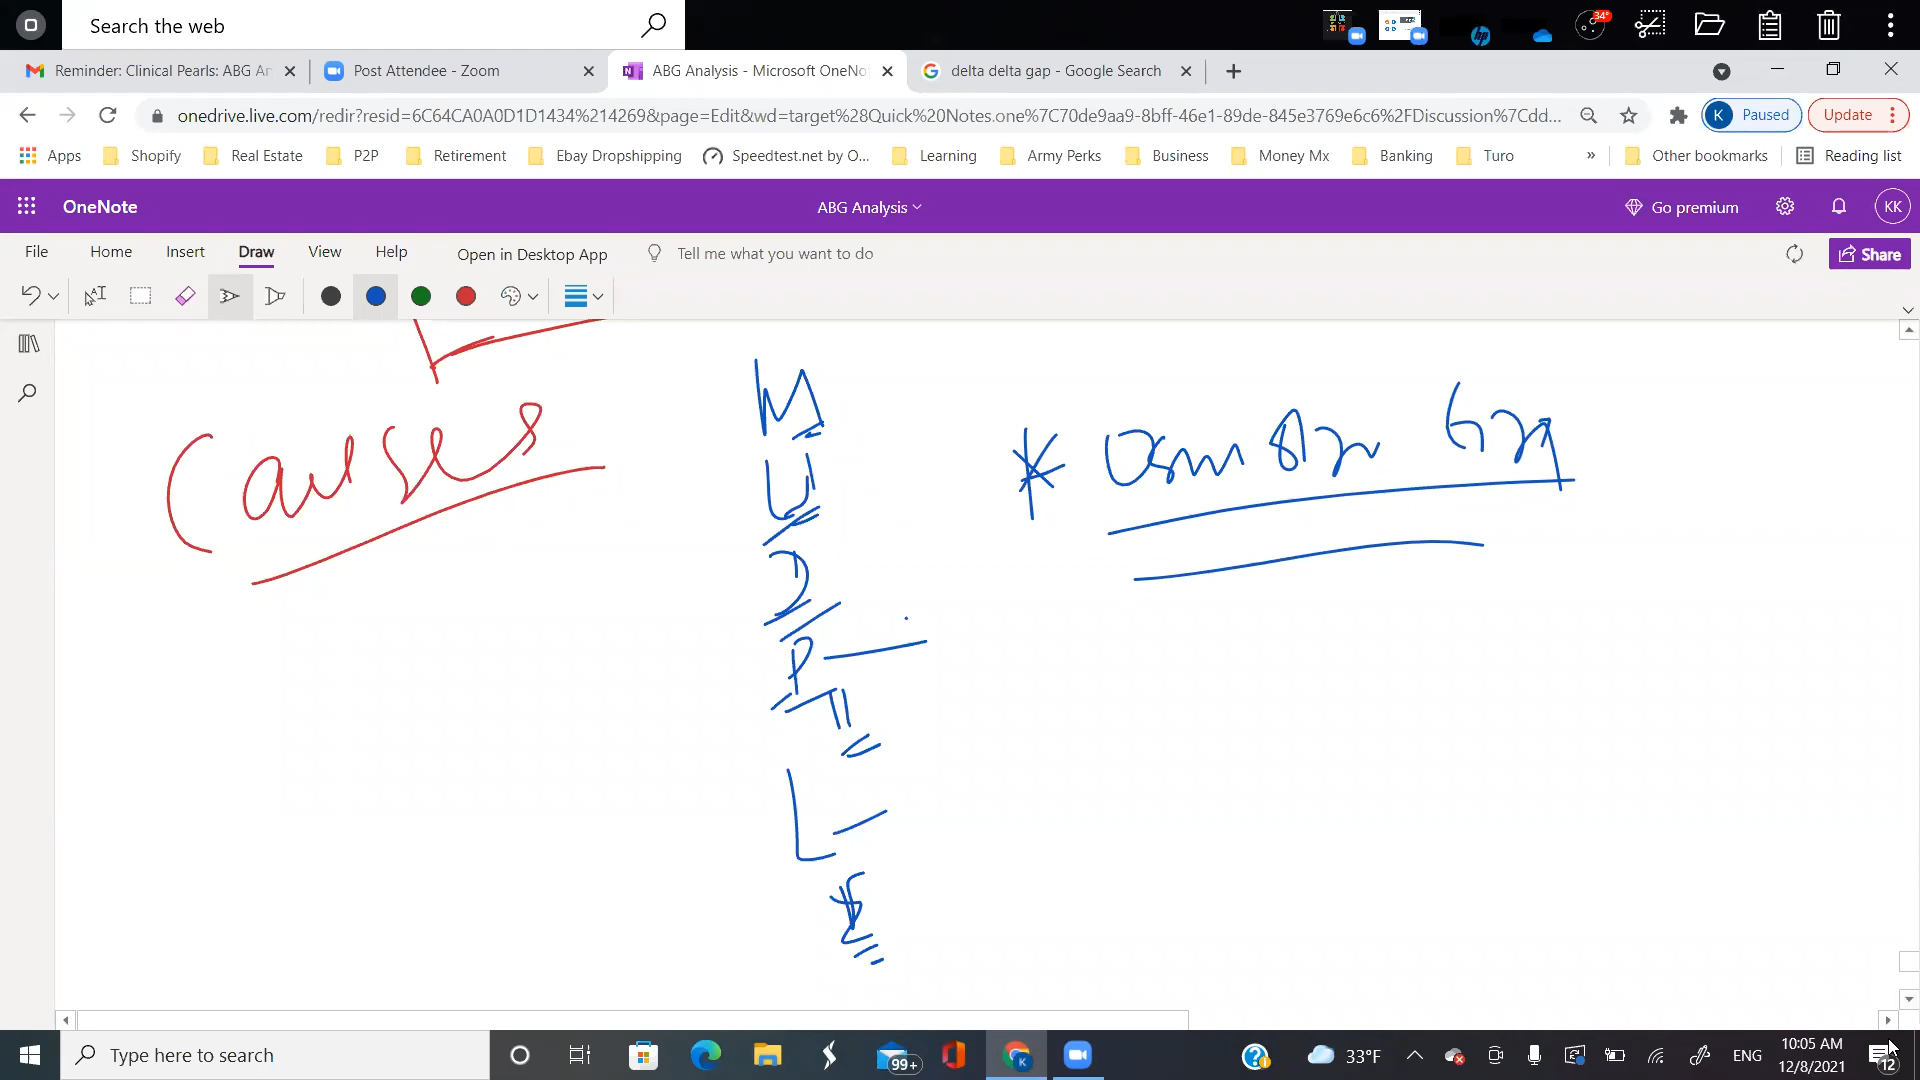 Search the web
34°
Reminder: Clinical Pearls: ABG An
Post Attendee - Zoom
ABG Analysis - Microsoft OneNo
delta delta gap - Google Search
onedrive.live.com/redir?resid=6C64CA0A0D1D1434%214269&page=Edit&wd=target%28Quick%20Notes.one%7C70de9aa9-8bff-46e1-89de-845e3769e6c6%2FDiscussion%7Cdd...
K Paused
Update
Apps Shopify Real Estate P2P Retirement Ebay Dropshipping Speedtest.net by O... Learning Army Perks Business Money Mx Banking Turo » Other bookmarks Reading list
OneNote
ABG Analysis
Go premium
KK
File Home Insert Draw View Help Open in Desktop App Tell me what you want to do
Share
Causes
M
U
D
P
L
* Gap
Type here to search
99+
33°F
ENG
10:05 AM
12/8/2021
12